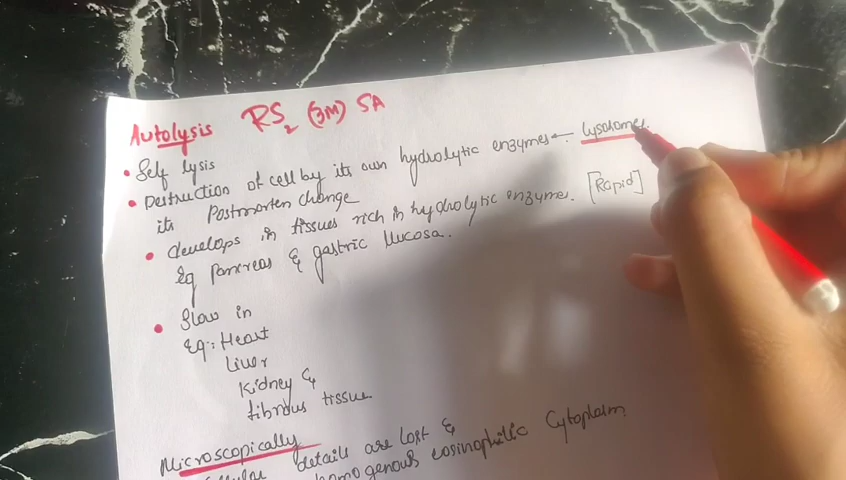 Autolysis RS2 (3M) SA
• Self lysis
• Destruction of cell by its own hydrolytic enzymes ← Lysosomes.
its Postmorten change
• develops in tissues rich in hydrolytic enzyme. [Rapid]
Eg Pancreas & gastric Mucosa.
• Slow in
Eg:: Heart
Liver
Kidney &
fibrous tissue
Microscopically
details are lost &
homogenous eosinophilic Cytoplasm